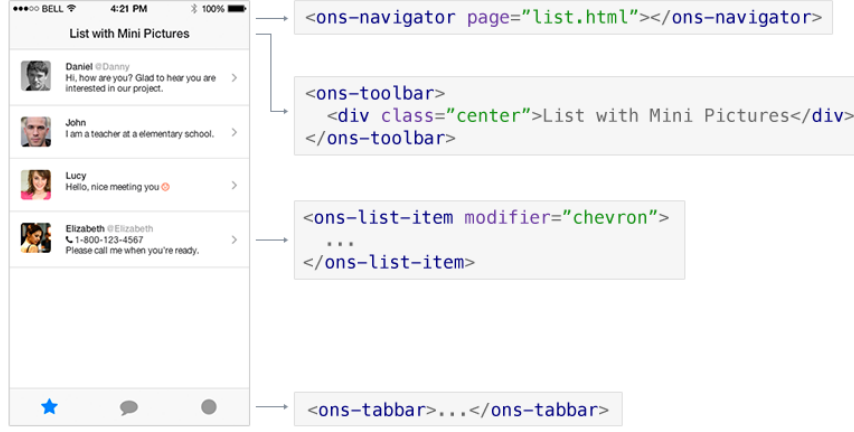 BELL 4:21 PM 100%
List with Mini Pictures
Daniel @Danny
Hi, how are you? Glad to hear you are
interested in our project.
John
I am a teacher at a elementary school.
Lucy
Hello, nice meeting you
Elizabeth @Elizabeth
1-800-123-4567
Please call me when you're ready.
<ons-navigator page="list.html"></ons-navigator>
<ons-toolbar>
<div class="center">List with Mini Pictures</div>
</ons-toolbar>
<ons-list-item modifier="chevron">
...
</ons-list-item>
<ons-tabbar>...</ons-tabbar>